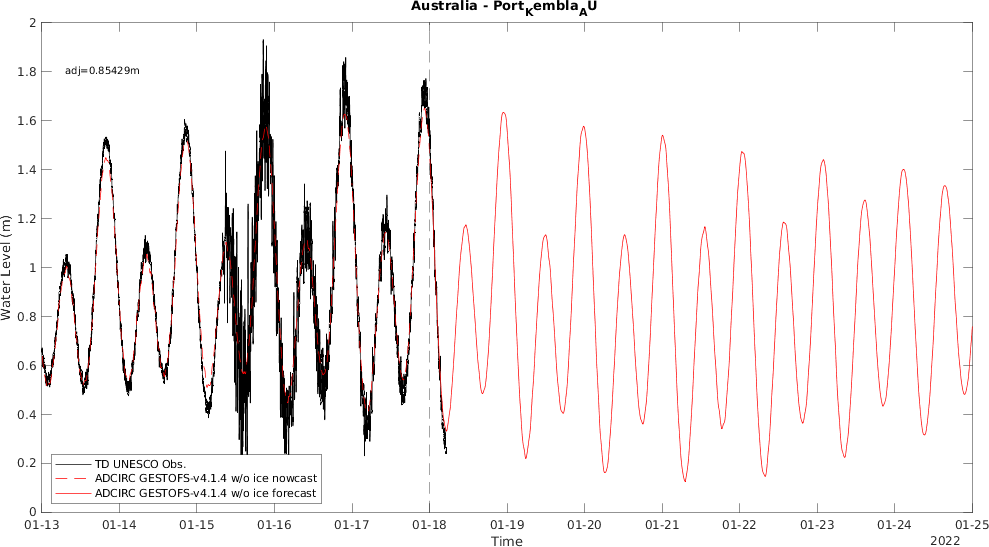 Australia - Port_Kembla_AU
2
1.8
1.6
1.4
1.2
1
0.8
0.6
0.4
0.2
0
Water Level (m)
adj=0.85429m
TD UNESCO Obs.
ADCIRC GESTOFS-v4.1.4 w/o ice nowcast
ADCIRC GESTOFS-v4.1.4 w/o ice forecast
01-13 01-14 01-15 01-16 01-17 01-18 01-19 01-20 01-21 01-22 01-23 01-24 01-25
Time
2022